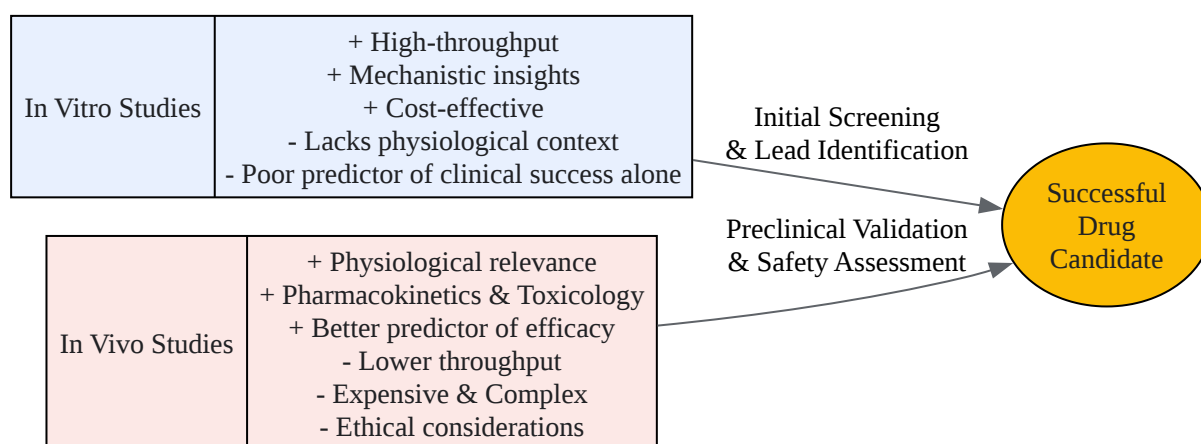 In Vitro Studies
+ High-throughput
+ Mechanistic insights
+ Cost-effective
- Lacks physiological context
- Poor predictor of clinical success alone
Initial Screening
& Lead Identification
In Vivo Studies
+ Physiological relevance
+ Pharmacokinetics & Toxicology
+ Better predictor of efficacy
- Lower throughput
- Expensive & Complex
- Ethical considerations
Preclinical Validation
& Safety Assessment
Successful
Drug
Candidate